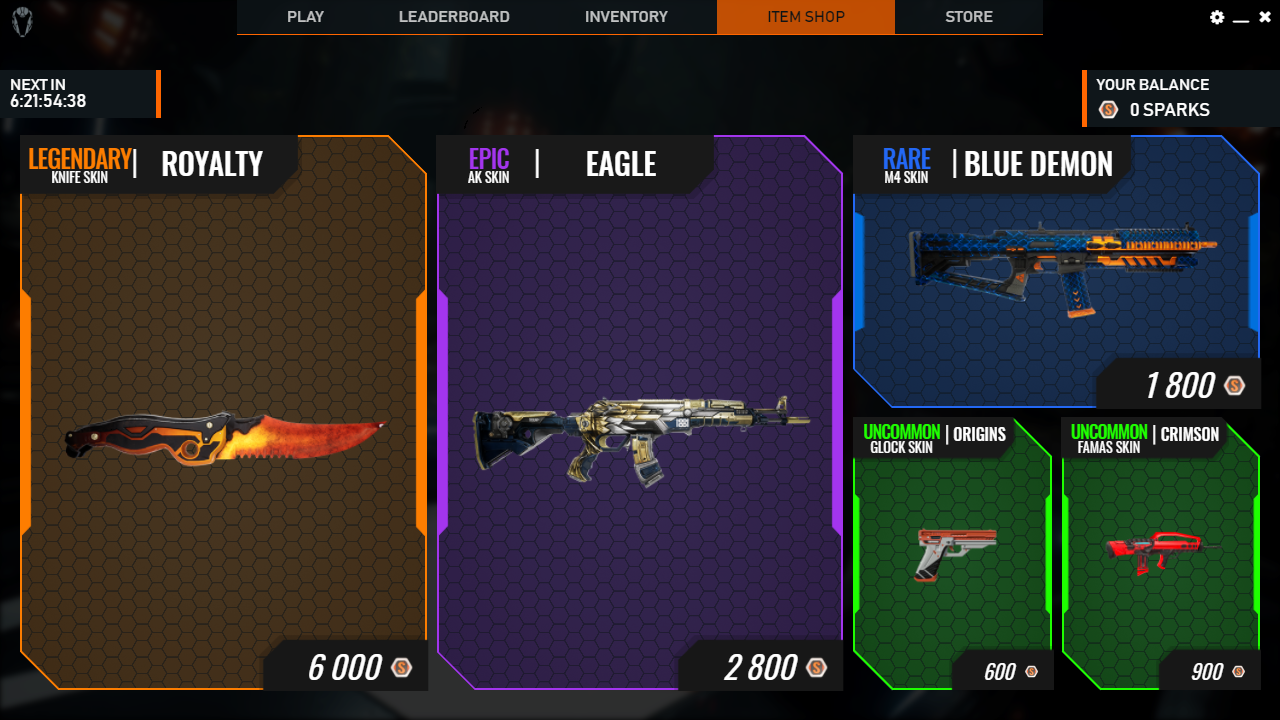 PLAY
LEADERBOARD
INVENTORY
ITEM SHOP
STORE
NEXT IN
6:21:54:38
YOUR BALANCE
0 SPARKS
LEGENDARY | ROYALTY
KNIFE SKIN
6 000
EPIC | EAGLE
AK SKIN
2 800
RARE | BLUE DEMON
M4 SKIN
1 800
UNCOMMON | ORIGINS
GLOCK SKIN
600
UNCOMMON | CRIMSON
FAMAS SKIN
900